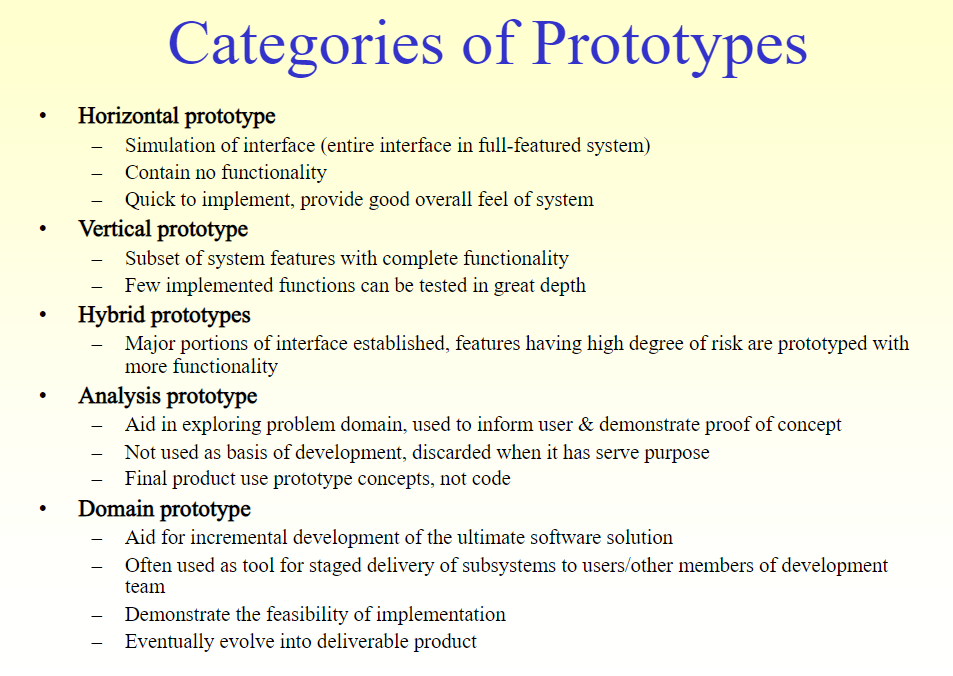 Categories of Prototypes
• Horizontal prototype
– Simulation of interface (entire interface in full-featured system)
– Contain no functionality
– Quick to implement, provide good overall feel of system
• Vertical prototype
– Subset of system features with complete functionality
– Few implemented functions can be tested in great depth
• Hybrid prototypes
– Major portions of interface established, features having high degree of risk are prototyped with
more functionality
• Analysis prototype
– Aid in exploring problem domain, used to inform user & demonstrate proof of concept
– Not used as basis of development, discarded when it has serve purpose
– Final product use prototype concepts, not code
• Domain prototype
– Aid for incremental development of the ultimate software solution
– Often used as tool for staged delivery of subsystems to users/other members of development
team
– Demonstrate the feasibility of implementation
– Eventually evolve into deliverable product